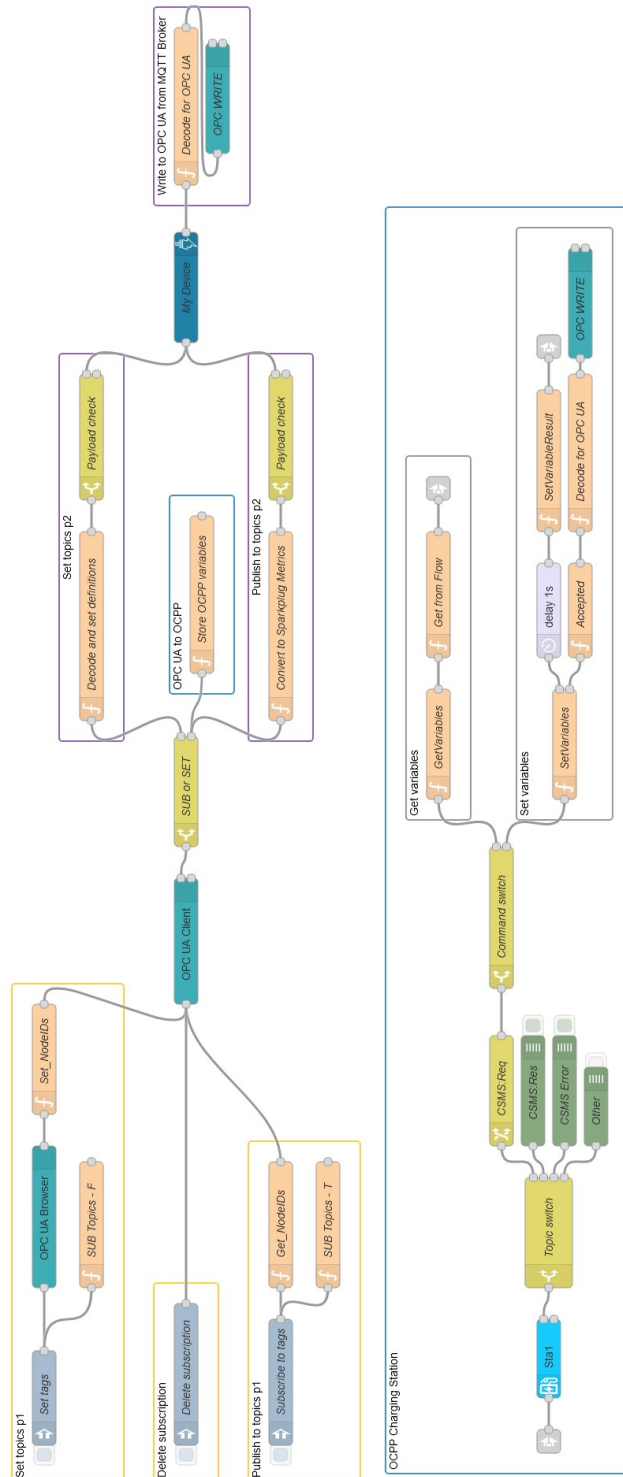 Set topics p1
Set tags
OPC UA Browser
Set_NodeIDs
SUB Topics - F
Delete subscription
Delete subscription
Publish to topics p1
Subscribe to tags
Get_NodeIDs
SUB Topics - T
OPC UA Client
SUB or SET
Set topics p2
Decode and set definitions
Payload check
OPC UA to OCPP
Store OCPP variables
Publish to topics p2
Convert to Sparkplug Metrics
Payload check
My Device
Write to OPC UA from MQTT Broker
Decode for OPC UA
OPC WRITE
OCPP Charging Station
Sta1
Topic switch
CSMS:Req
CSMS:Res
CSMS Error
Other
Command switch
Get variables
GetVariables
Get from Flow
Set variables
SetVariables
delay 1s
SetVariableResult
Accepted
Decode for OPC UA
OPC WRITE